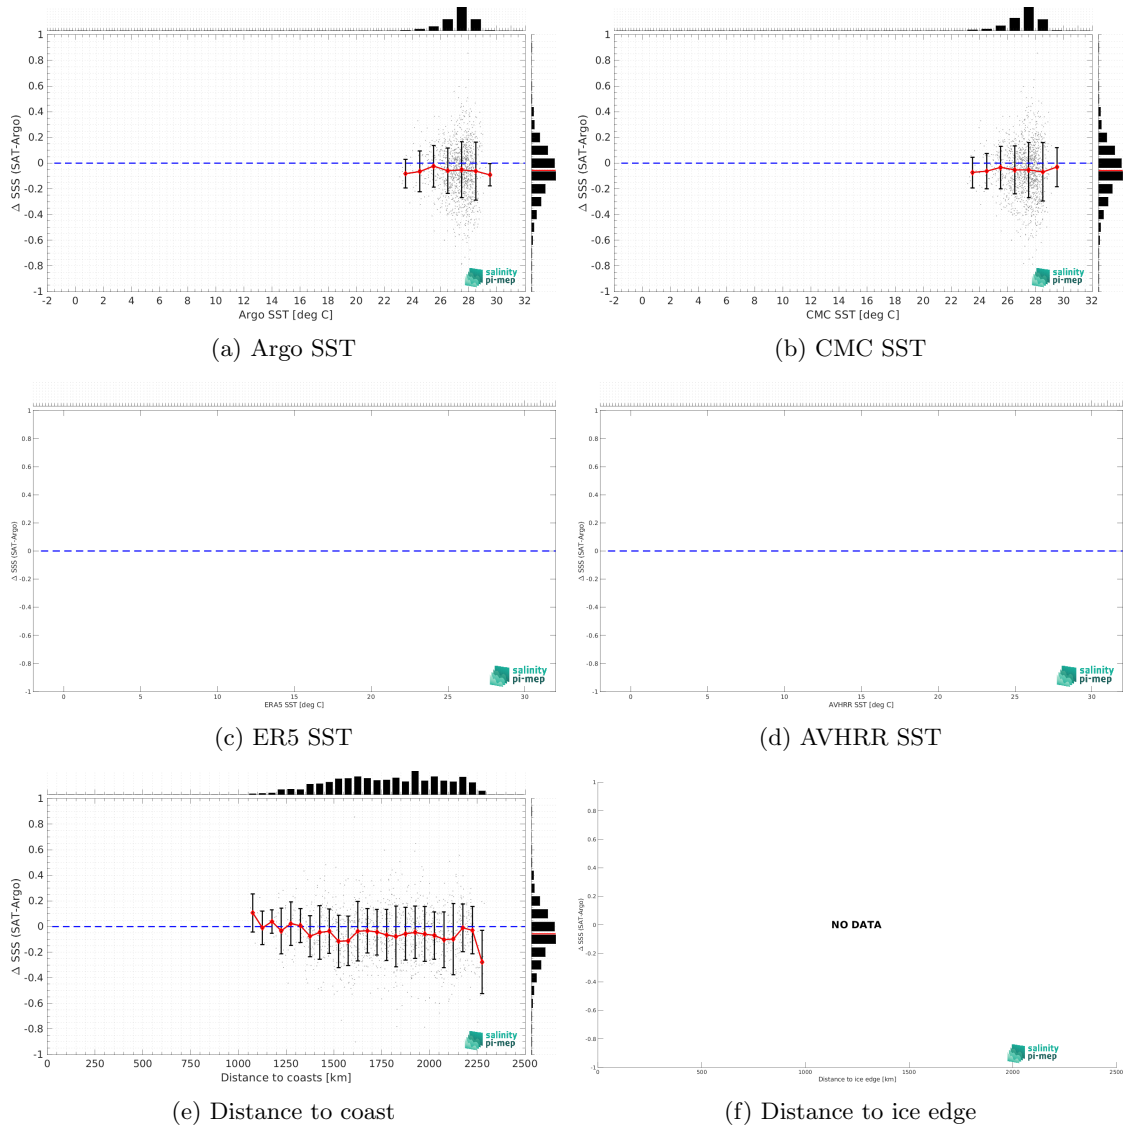 1
0.8
0.6
0.4
0.2
0
-0.2
-0.4
-0.6
-0.8
-1
Δ SSS (SAT-Argo)
salinity
pi-mep
-2 0 2 4 6 8 10 12 14 16 18 20 22 24 26 28 30 32
Argo SST [deg C]
(a) Argo SST
1
0.8
0.6
0.4
0.2
0
-0.2
-0.4
-0.6
-0.8
-1
Δ SSS (SAT-Argo)
salinity
pi-mep
-2 0 2 4 6 8 10 12 14 16 18 20 22 24 26 28 30 32
CMC SST [deg C]
(b) CMC SST
1
0.8
0.6
0.4
0.2
0
-0.2
-0.4
-0.6
-0.8
-1
Δ SSS (SAT-Argo)
salinity
pi-mep
0 5 10 15 20 25 30
ERA5 SST [deg C]
(c) ER5 SST
1
0.8
0.6
0.4
0.2
0
-0.2
-0.4
-0.6
-0.8
-1
Δ SSS (SAT-Argo)
salinity
pi-mep
0 5 10 15 20 25 30
AVHRR SST [deg C]
(d) AVHRR SST
1
0.8
0.6
0.4
0.2
0
-0.2
-0.4
-0.6
-0.8
-1
Δ SSS (SAT-Argo)
salinity
pi-mep
0 250 500 750 1000 1250 1500 1750 2000 2250 2500
Distance to coasts [km]
(e) Distance to coast
1
0.8
0.6
0.4
0.2
0
-0.2
-0.4
-0.6
-0.8
-1
Δ SSS (SAT-Argo)
NO DATA
salinity
pi-mep
0 500 1000 1500 2000 2500
Distance to ice edge [km]
(f) Distance to ice edge